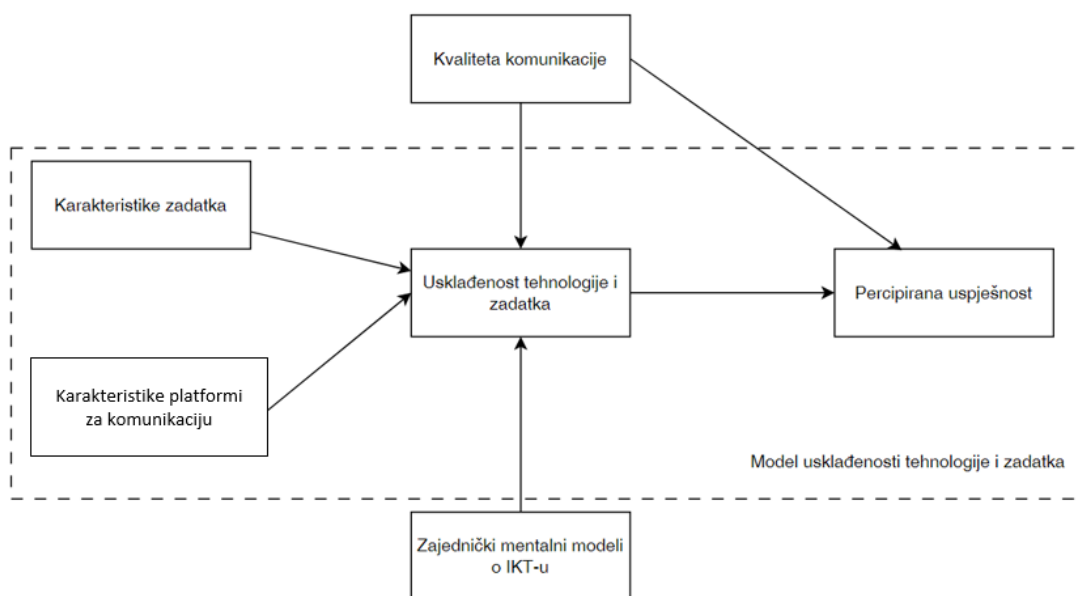 Kvaliteta komunikacije
Karakteristike zadatka
Usklađenost tehnologije i
zadatka
Percipirana uspješnost
Karakteristike platformi
za komunikaciju
Model usklađenosti tehnologije i zadatka
Zajednički mentalni modeli
o IKT-u